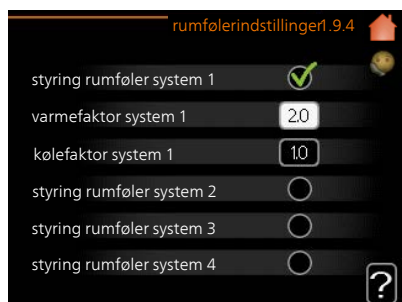 rumfølerindstillinger1.9.4
styring rumføler system 1
varmefaktor system 1 2.0
kølefaktor system 1 1.0
styring rumføler system 2
styring rumføler system 3
styring rumføler system 4
?